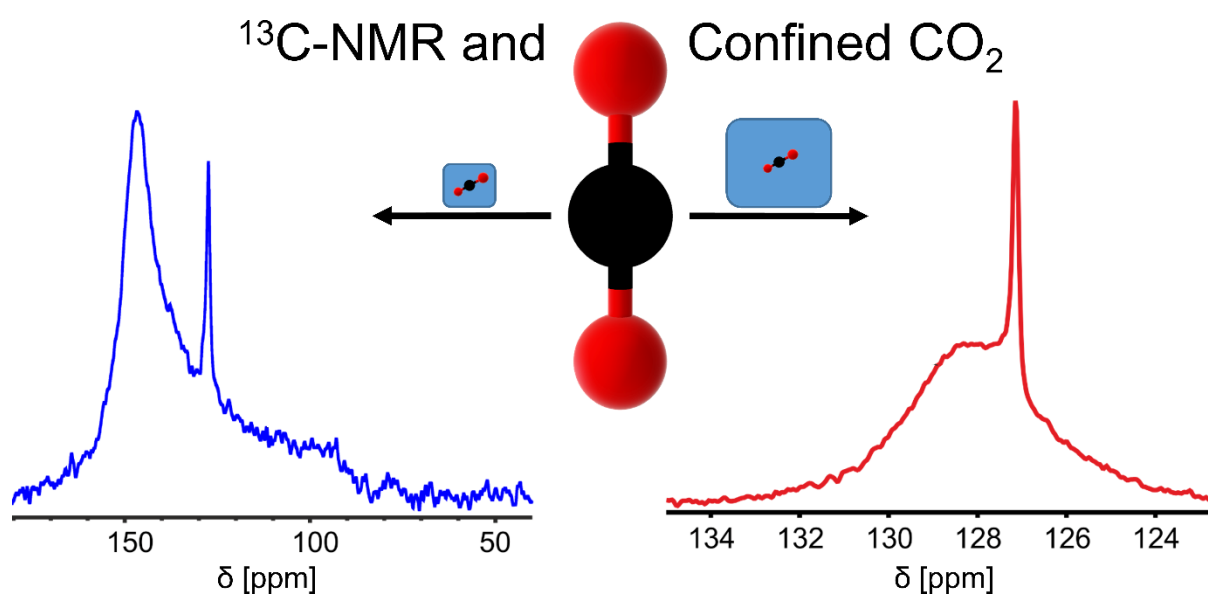 ¹³C-NMR and Confined CO₂
150 100 50
δ [ppm]
134 132 130 128 126 124
δ [ppm]